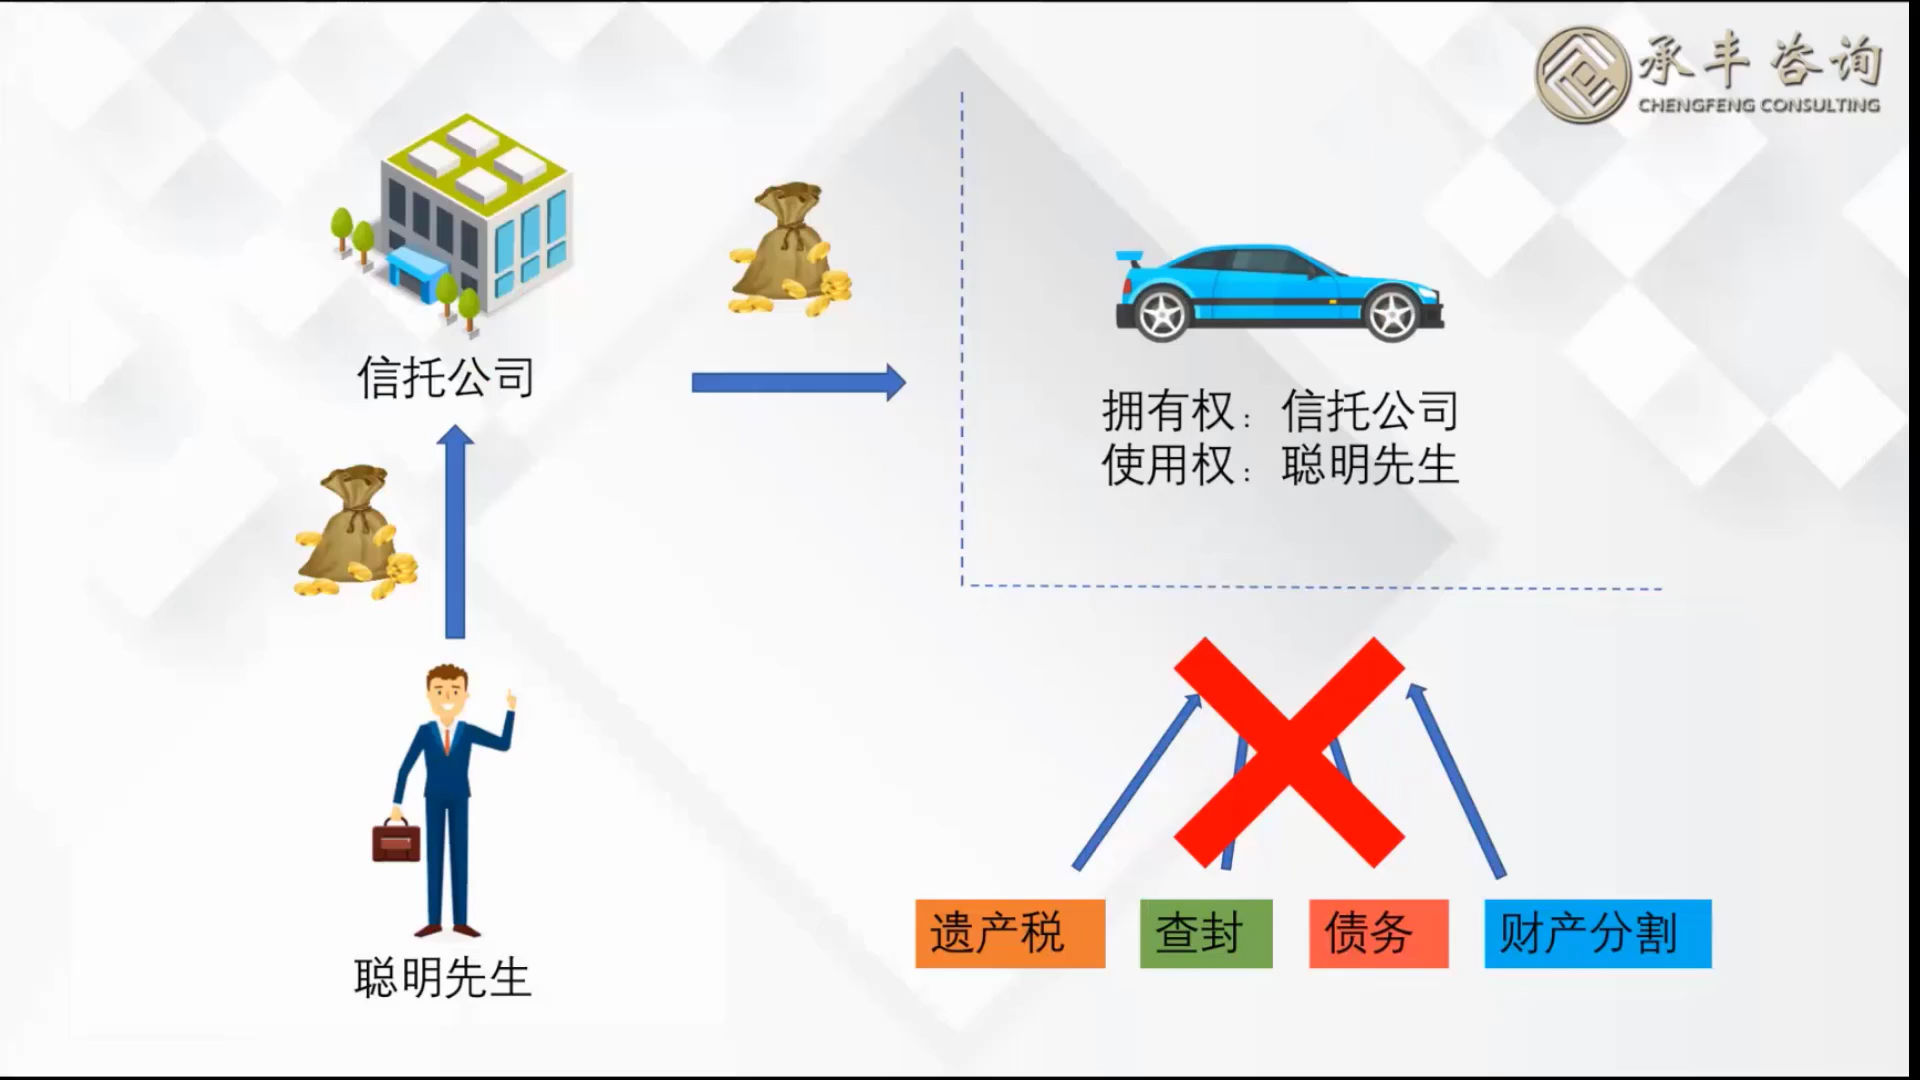 承丰咨询
CHENGFENG CONSULTING
信托公司
拥有权：信托公司
使用权：聪明先生
聪明先生
遗产税
查封
债务
财产分割